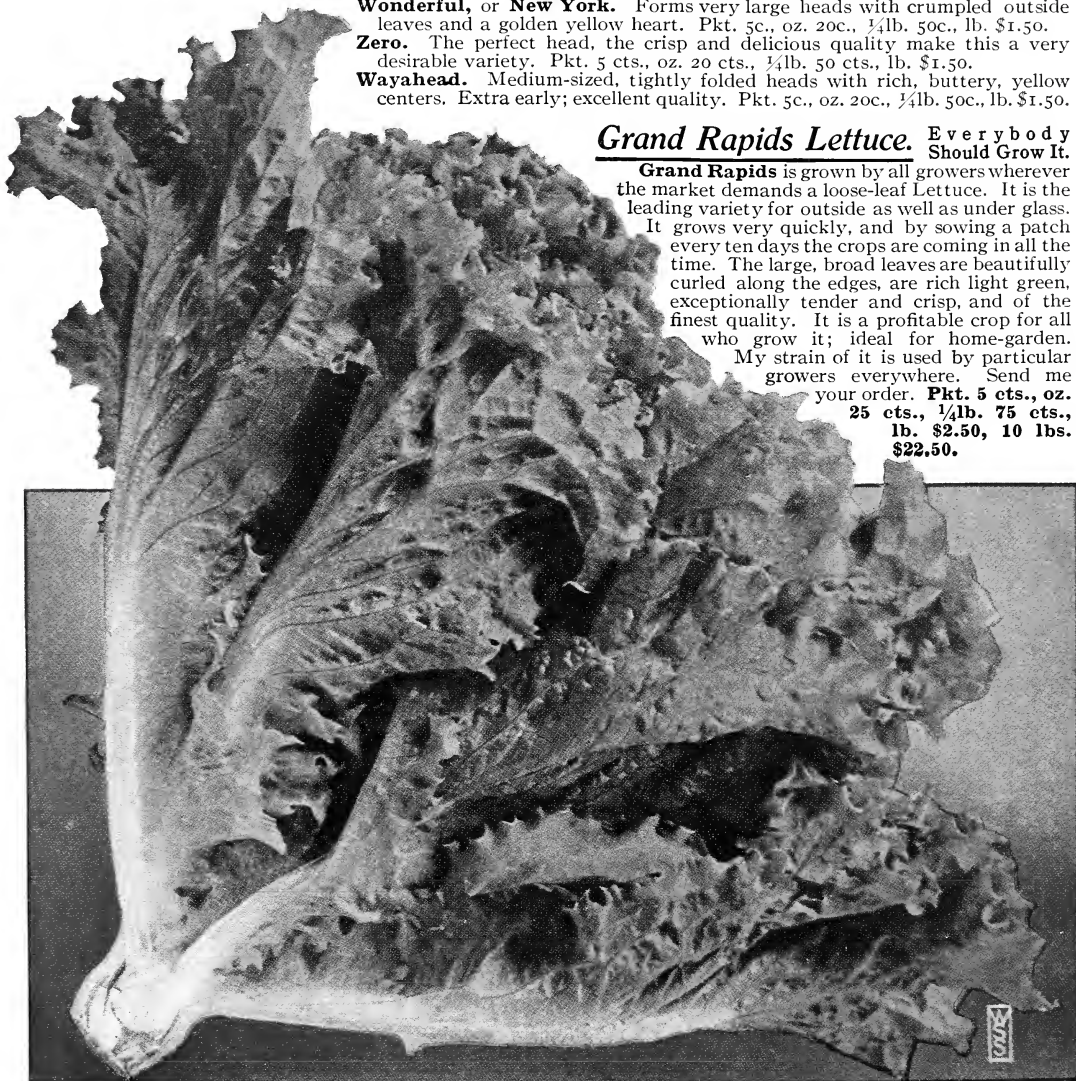 Wonderful, or New York. Forms very large heads with crumpled outside
leaves and a golden yellow heart. Pkt. 5c., oz. 20c., ¼lb. 50c., lb. $1.50.
Zero. The perfect head, the crisp and delicious quality make this a very
desirable variety. Pkt. 5 cts., oz. 20 cts., ¼lb. 50 cts., lb. $1.50.
Wayahead. Medium-sized, tightly folded heads with rich, buttery, yellow
centers. Extra early; excellent quality. Pkt. 5c., oz. 20c., ¼lb. 50c., lb. $1.50.
Grand Rapids Lettuce. Everybody
Should Grow It.
Grand Rapids is grown by all growers wherever
the market demands a loose-leaf Lettuce. It is the
leading variety for outside as well as under glass.
It grows very quickly, and by sowing a patch
every ten days the crops are coming in all the
time. The large, broad leaves are beautifully
curled along the edges, are rich light green,
exceptionally tender and crisp, and of the
finest quality. It is a profitable crop for all
who grow it; ideal for home-garden.
My strain of it is used by particular
growers everywhere. Send me
your order. Pkt. 5 cts., oz.
25 cts., ¼lb. 75 cts.,
lb. $2.50, 10 lbs.
$22.50.